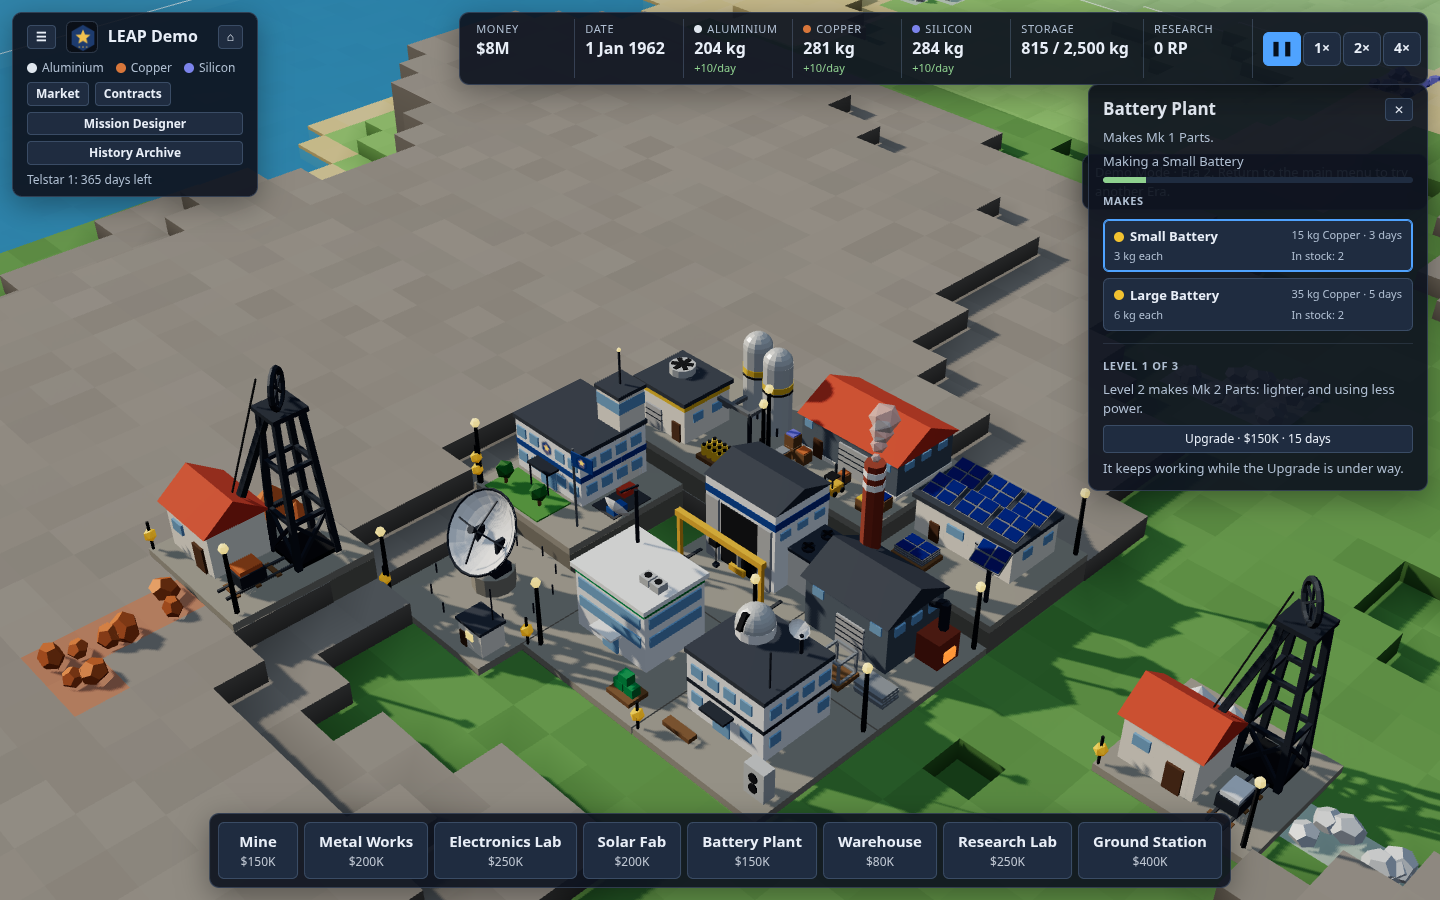 LEAP Demo
Aluminium Copper Silicon
Market Contracts
Mission Designer
History Archive
Telstar 1: 365 days left
MONEY
$8M
DATE
1 Jan 1962
ALUMINIUM
204 kg
+10/day
COPPER
281 kg
+10/day
SILICON
284 kg
+10/day
STORAGE
815 / 2,500 kg
RESEARCH
0 RP
1× 2× 4×
Battery Plant
Makes Mk 1 Parts.
Making a Small Battery
MAKES
Small Battery 15 kg Copper · 3 days
3 kg each In stock: 2
Large Battery 35 kg Copper · 5 days
6 kg each In stock: 2
LEVEL 1 OF 3
Level 2 makes Mk 2 Parts: lighter, and using less
power.
Upgrade · $150K · 15 days
It keeps working while the Upgrade is under way.
Mine
$150K
Metal Works
$200K
Electronics Lab
$250K
Solar Fab
$200K
Battery Plant
$150K
Warehouse
$80K
Research Lab
$250K
Ground Station
$400K